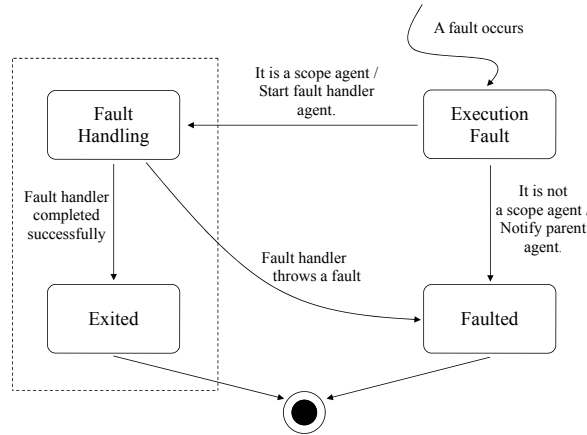 A fault occurs
It is a scope agent /
Start fault handler
agent.
Fault
Handling
Execution
Fault
Fault handler
completed
successfully
It is not
a scope agent /
Notify parent
agent.
Fault handler
throws a fault
Exited
Faulted